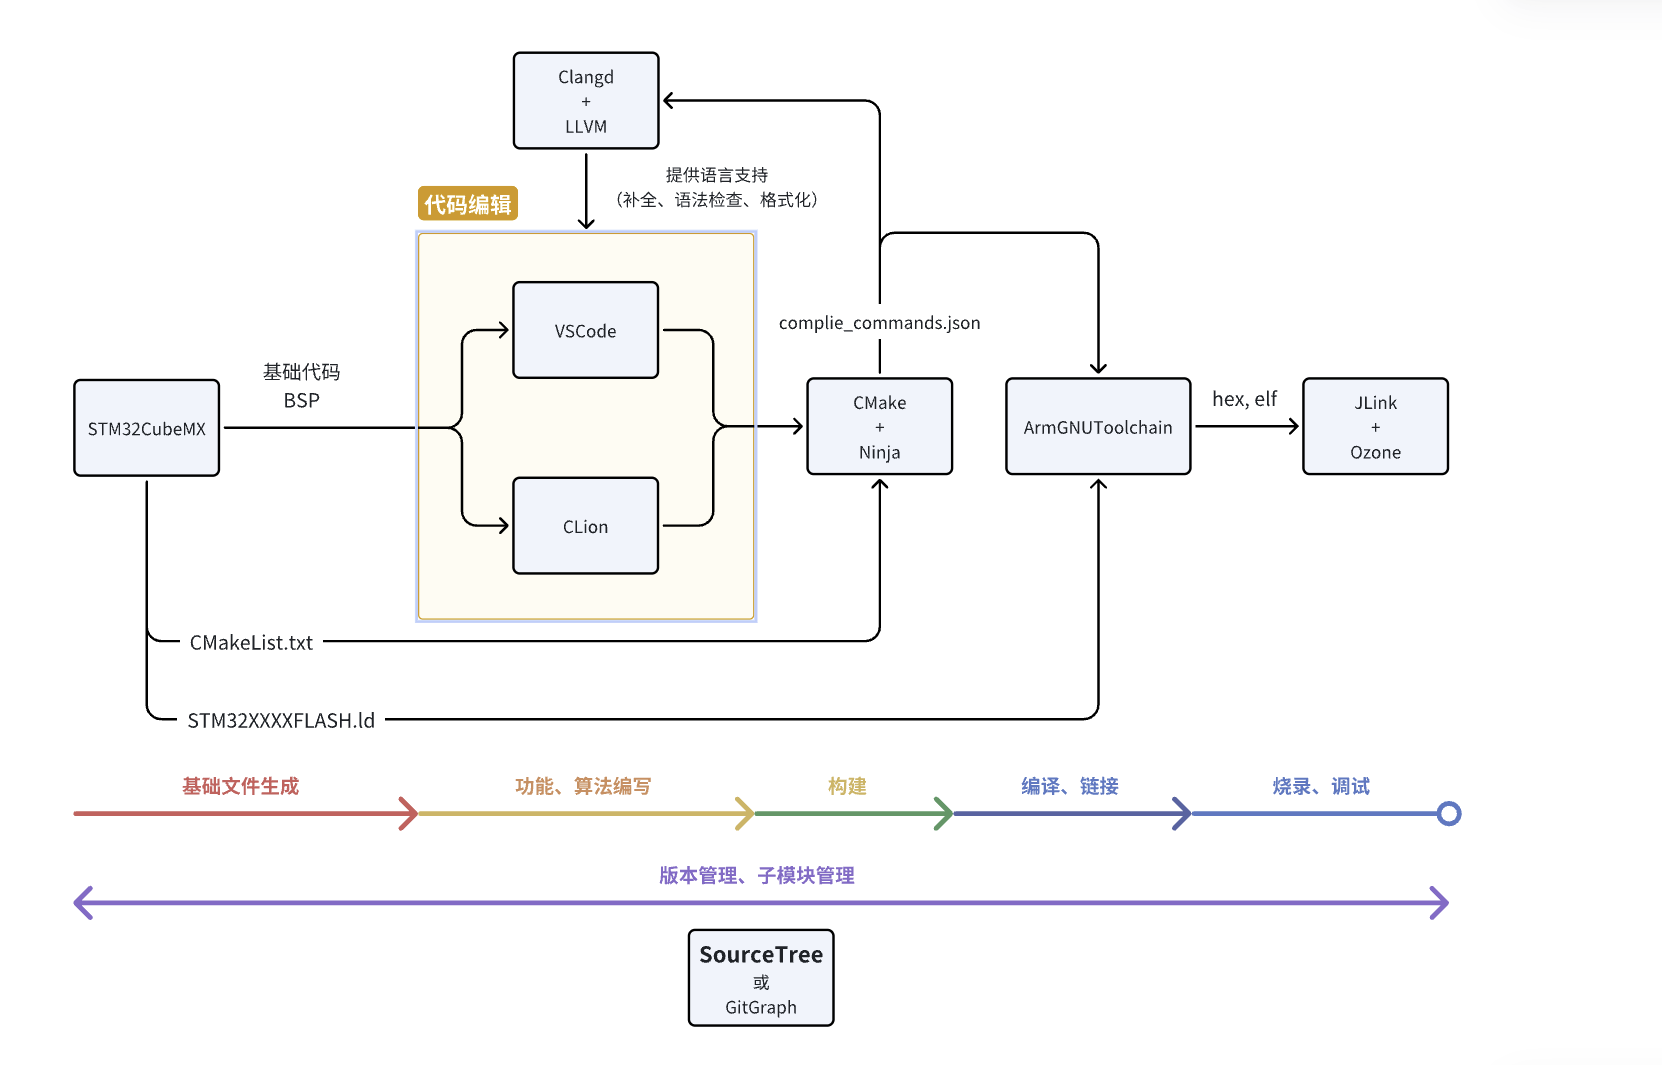 Clangd
+
LLVM
提供语言支持
（补全、语法检查、格式化）
代码编辑
VSCode
complie_commands.json
基础代码
BSP
STM32CubeMX
CMake
+
Ninja
ArmGNUToolchain
hex, elf
JLink
+
Ozone
CLion
CMakeList.txt
STM32XXXXFLASH.ld
基础文件生成
功能、算法编写
构建
编译、链接
烧录、调试
版本管理、子模块管理
SourceTree
或
GitGraph